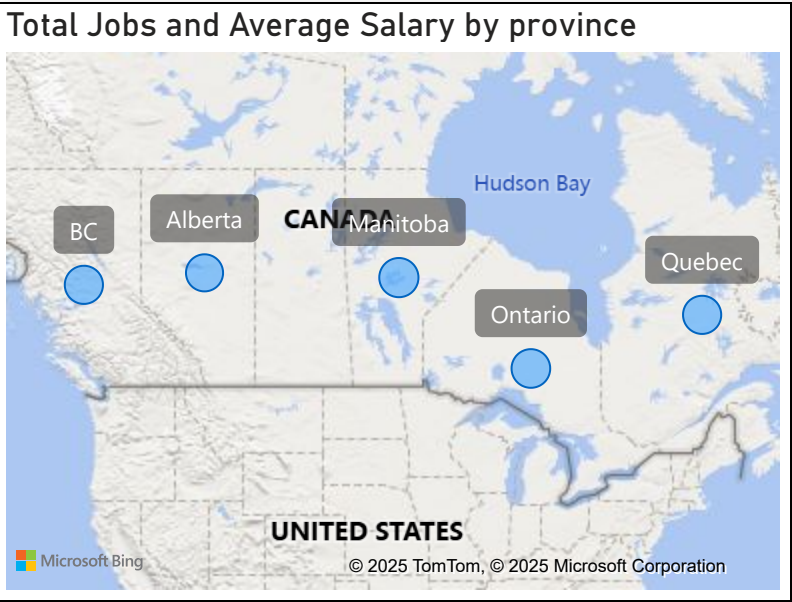 Total Jobs and Average Salary by province
Hudson Bay
BC
Alberta
CANADA
Manitoba
Quebec
Ontario
UNITED STATES
Microsoft Bing
© 2025 TomTom, © 2025 Microsoft Corporation